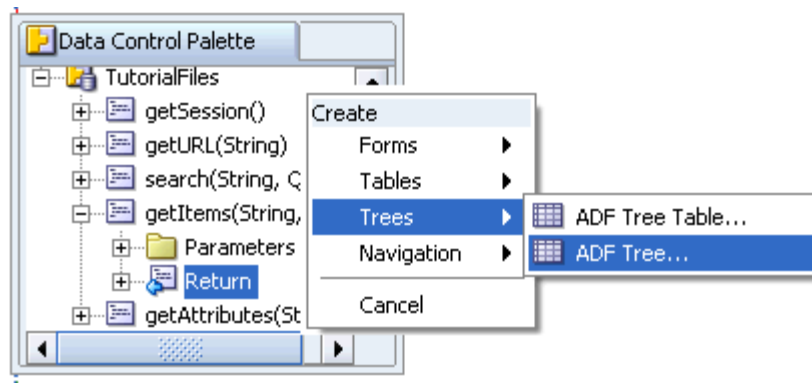 Data Control Palette
TutorialFiles
getSession()
getURL(String)
search(String, Q
getItems(String,
Parameters
Return
getAttributes(St
Create
Forms
Tables
Trees
Navigation
Cancel
ADF Tree Table...
ADF Tree...